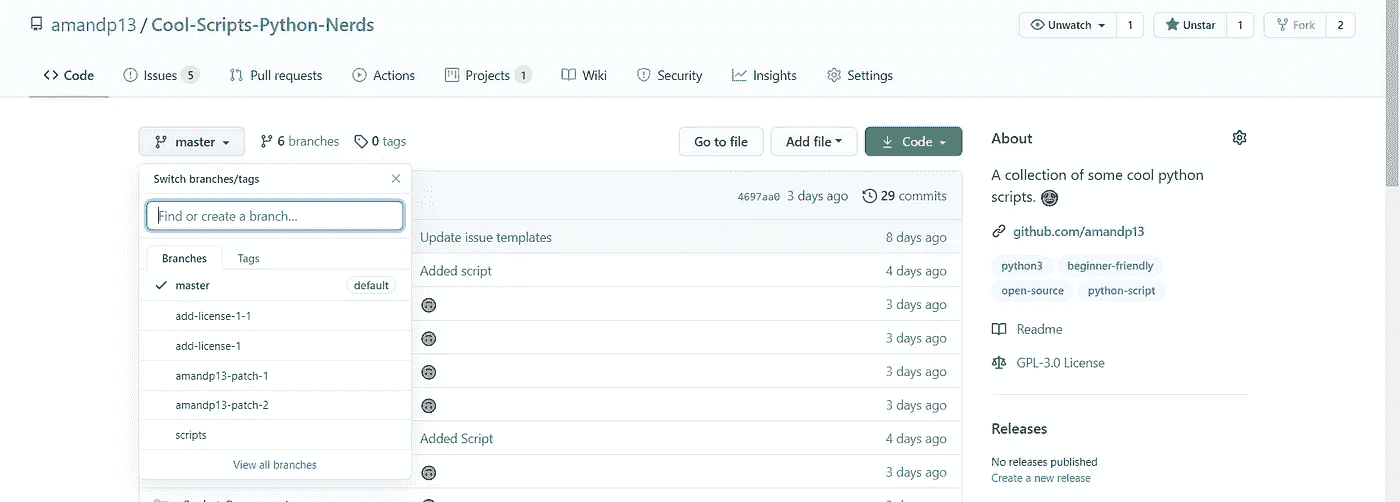 amandp13 / Cool-Scripts-Python-Nerds
Unwatch 1 Unstar 1 Fork 2
Code Issues 5 Pull requests Actions Projects 1 Wiki Security Insights Settings
master 6 branches 0 tags Go to file Add file Code
Switch branches/tags
Find or create a branch...
Branches Tags
master default
add-license-1-1
add-license-1
amandp13-patch-1
amandp13-patch-2
scripts
View all branches
4697aa0 3 days ago 29 commits
Update issue templates 8 days ago
Added script 4 days ago
3 days ago
3 days ago
3 days ago
3 days ago
Added Script 4 days ago
3 days ago
About
A collection of some cool python
scripts.
github.com/amandp13
python3 beginner-friendly
open-source python-script
Readme
GPL-3.0 License
Releases
No releases published
Create a new release